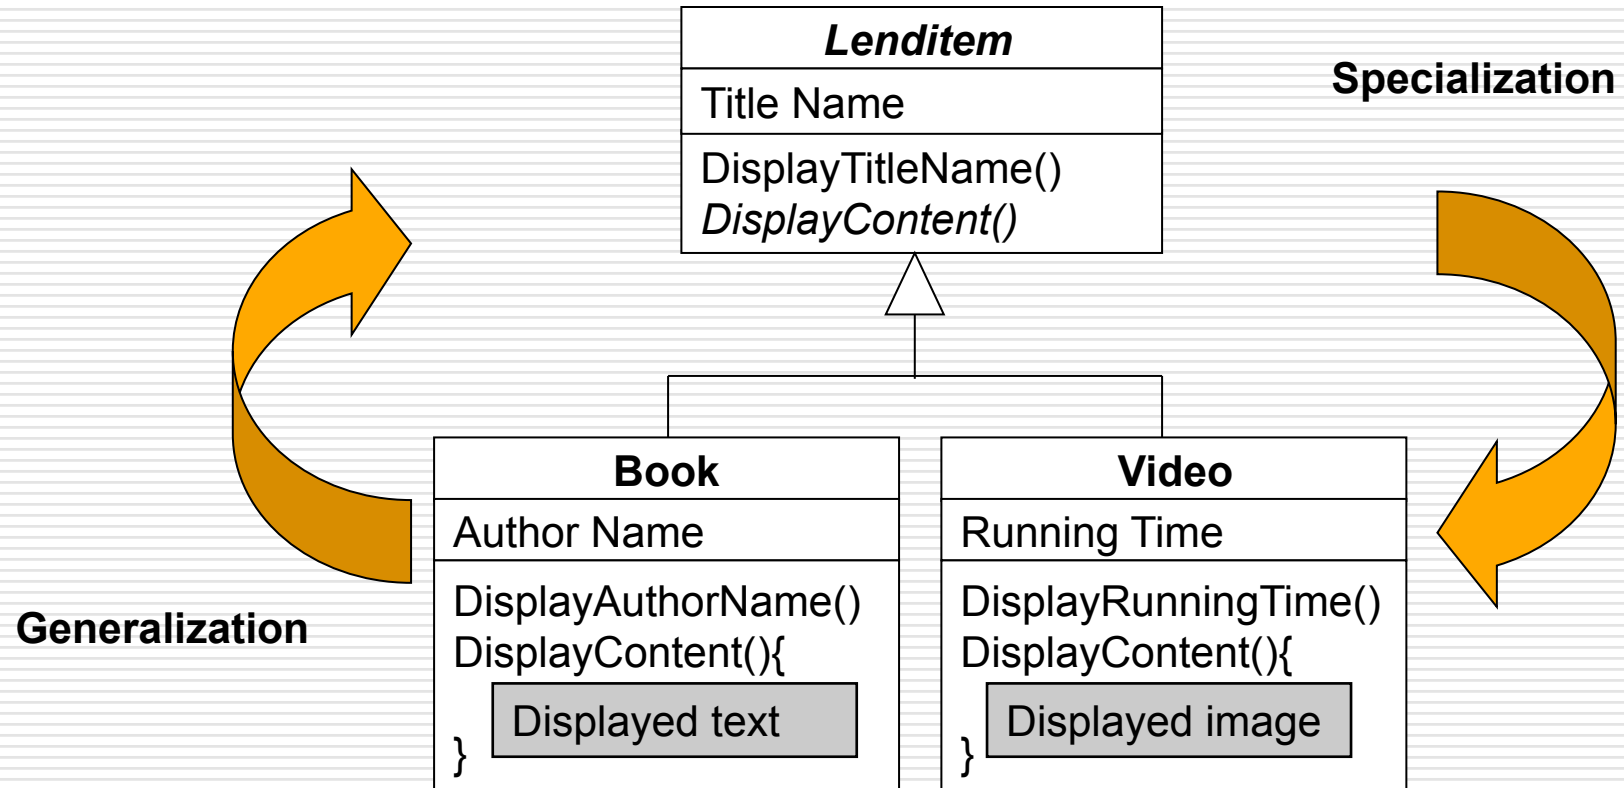 Lenditem
Title Name
DisplayTitleName()
DisplayContent()
Specialization
Generalization
Book
Author Name
DisplayAuthorName()
DisplayContent(){
Displayed text
}
Video
Running Time
DisplayRunningTime()
DisplayContent(){
Displayed image
}